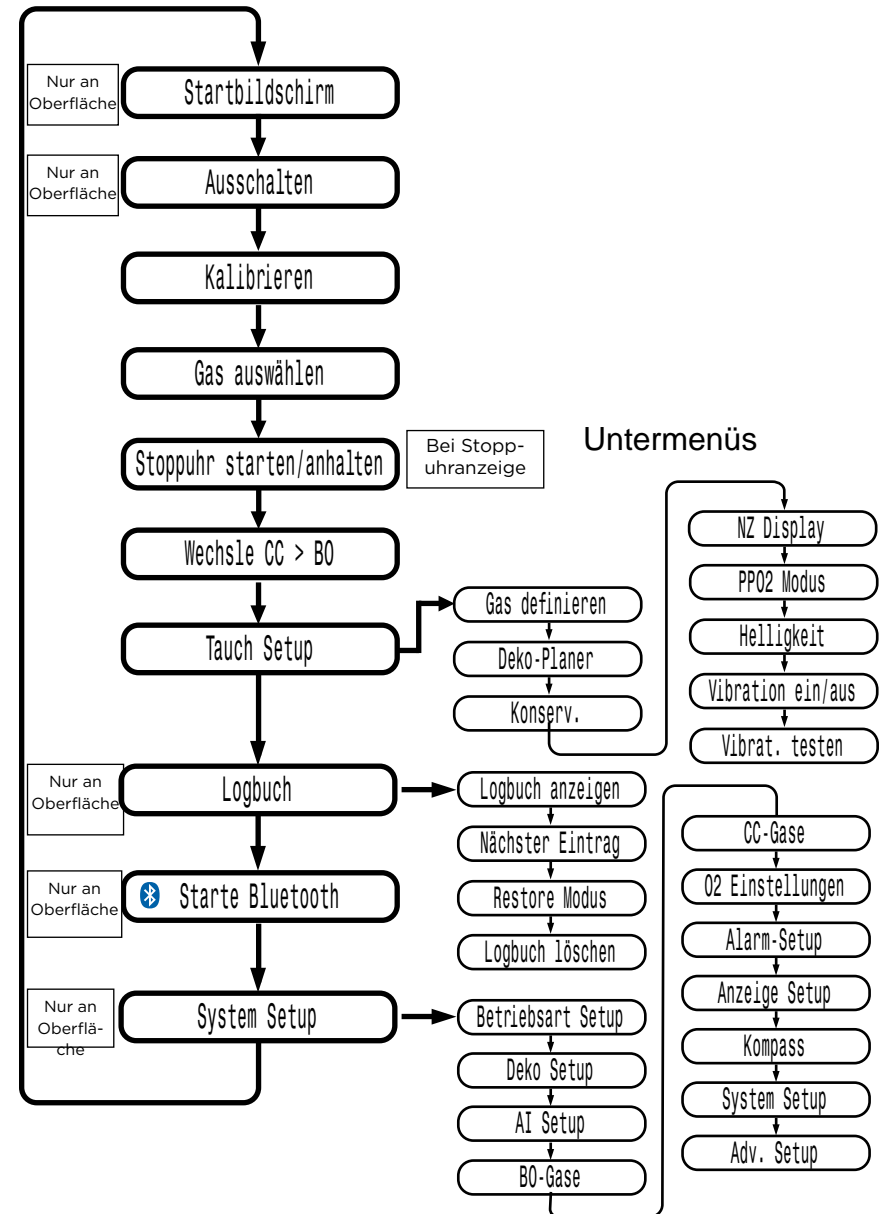 Nur an
Oberfläche
Startbildschirm
Nur an
Oberfläche
Ausschalten
Kalibrieren
Gas auswählen
Stoppuhr starten/anhalten
Bei Stopp-
uhranzeige
Wechsle CC > BO
Tauch Setup
Untermenüs
Gas definieren
Deko-Planer
Konserv.
NZ Display
PPO2 Modus
Helligkeit
Vibration ein/aus
Vibrat. testen
Nur an
Oberfläche
Logbuch
Logbuch anzeigen
Nächster Eintrag
Restore Modus
Logbuch löschen
Nur an
Oberfläche
Starte Bluetooth
Nur an
Oberflä-
che
System Setup
Betriebsart Setup
Deko Setup
AI Setup
BO-Gase
CC-Gase
O2 Einstellungen
Alarm-Setup
Anzeige Setup
Kompass
System Setup
Adv. Setup